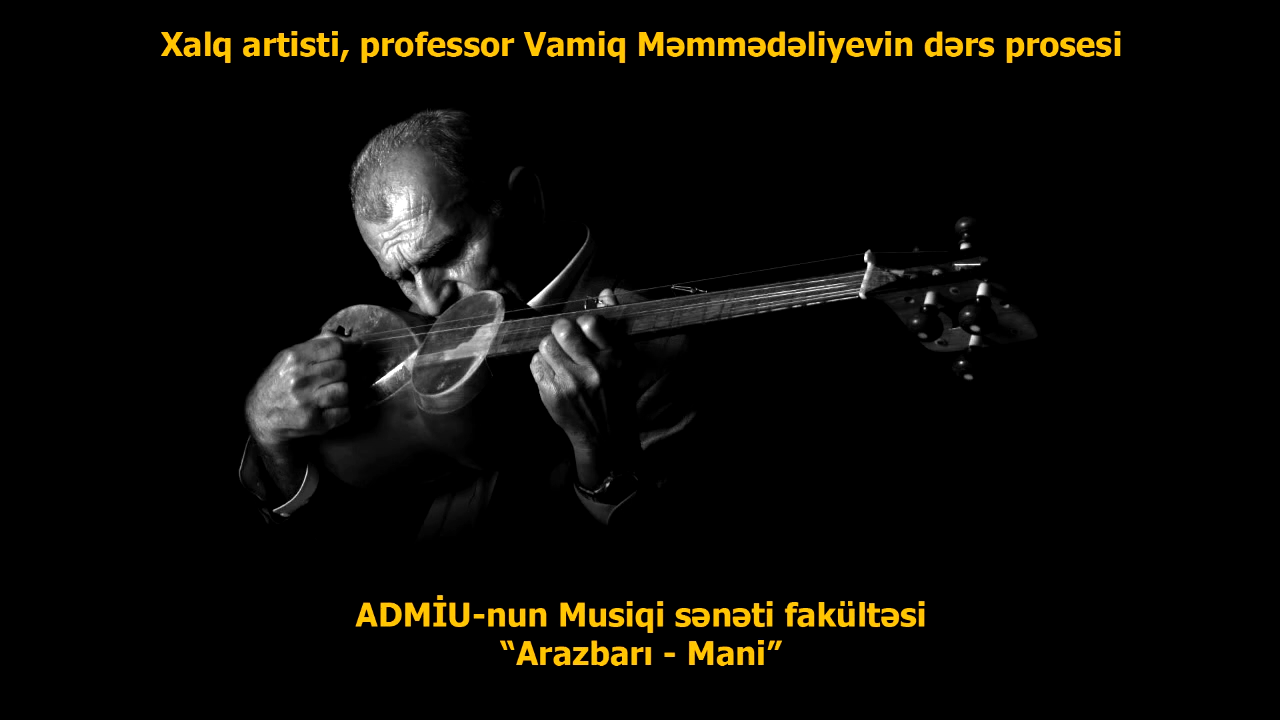 Xalq artisti, professor Vamiq Məmmədəliyevin dərs prosesi
ADMİU-nun Musiqi sənəti fakültəsi
“Arazbarı - Mani”